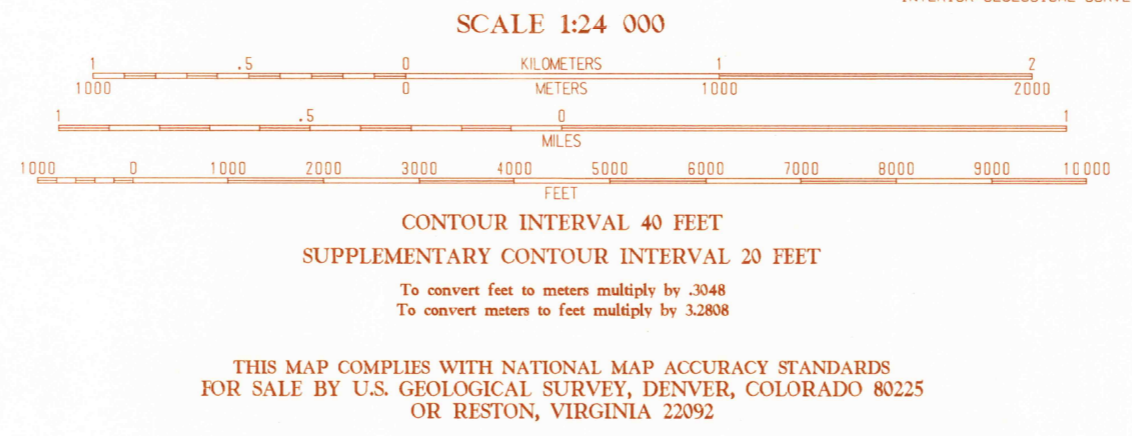 SCALE 1:24 000
1 .5 0 KILOMETERS 1 2
1000 0 METERS 1000 2000
1 .5 0 1
MILES
1000 0 1000 2000 3000 4000 5000 6000 7000 8000 9000 10 000
FEET
CONTOUR INTERVAL 40 FEET
SUPPLEMENTARY CONTOUR INTERVAL 20 FEET
To convert feet to meters multiply by .3048
To convert meters to feet multiply by 3.2808
THIS MAP COMPLIES WITH NATIONAL MAP ACCURACY STANDARDS
FOR SALE BY U.S. GEOLOGICAL SURVEY, DENVER, COLORADO 80225
OR RESTON, VIRGINIA 22092